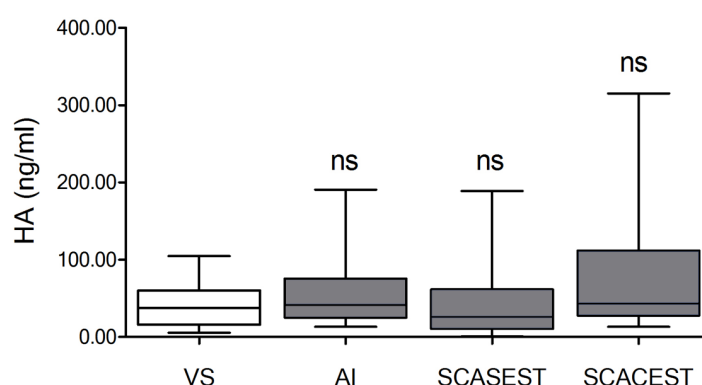 400.00
ns
300.00
ns
ns
200.00
HA (ng/ml)
100.00
0.00
VS
AI
SCASEST
SCACEST